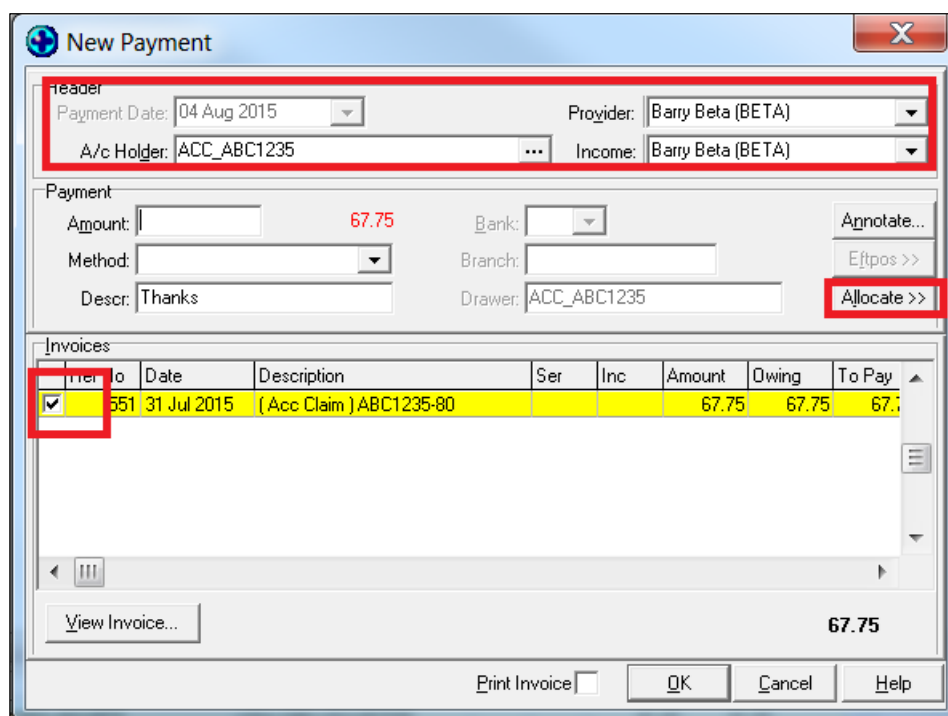 New Payment
Header
Payment Date: 04 Aug 2015 Provider: Barry Beta (BETA)
A/c Holder: ACC_ABC1235 ... Income: Barry Beta (BETA)
Payment
Amount: 67.75 Bank: Annotate...
Method: Branch: Eftpos >>
Descr: Thanks Drawer: ACC_ABC1235 Allocate >>
Invoices
Date Description Ser Inc Amount Owing To Pay
551 31 Jul 2015 ( Acc Claim ) ABC1235-80 67.75 67.75
View Invoice... 67.75
Print Invoice OK Cancel Help